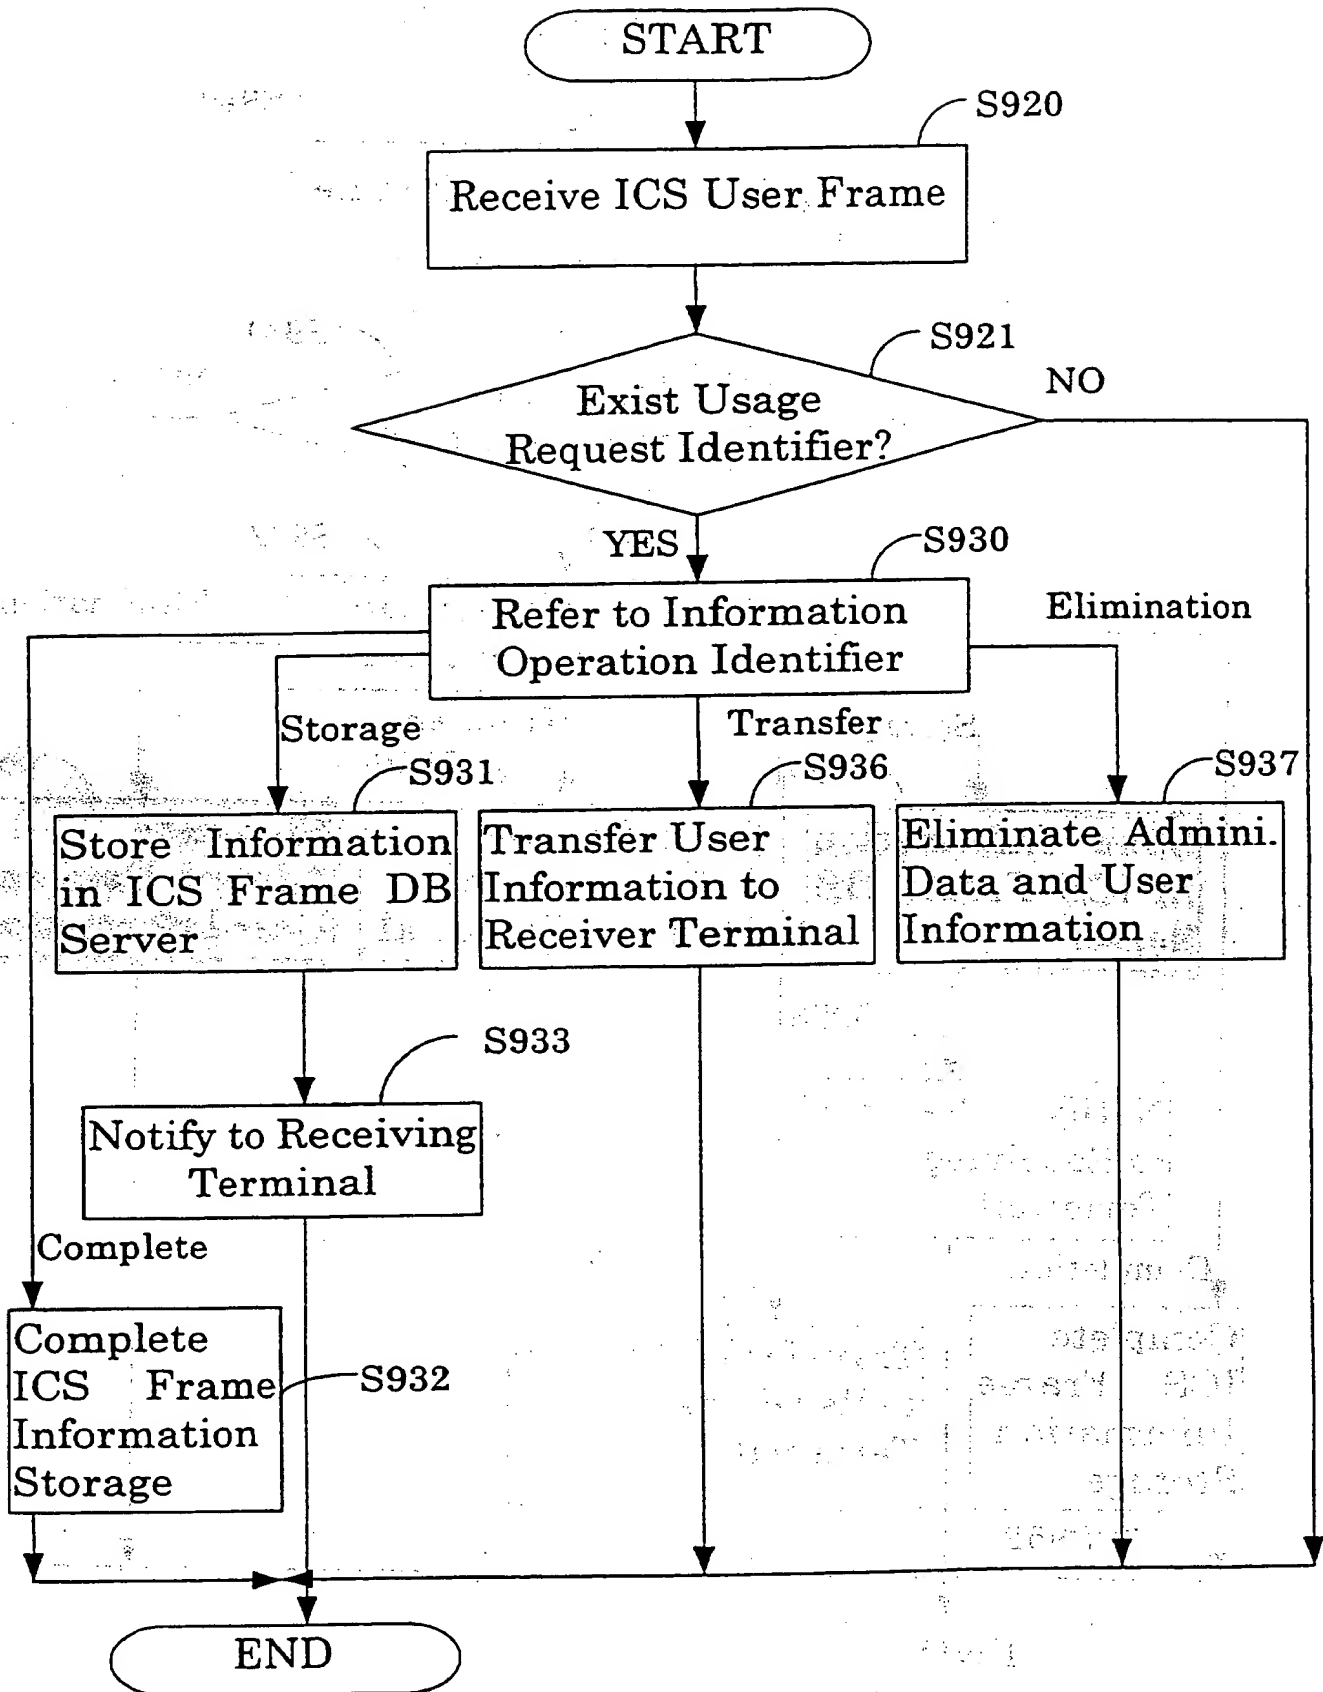 START
S920
Receive ICS User Frame
S921
NO
Exist Usage
Request Identifier?
YES
S930
Refer to Information
Operation Identifier
Elimination
Storage
Transfer
S931
S936
S937
Store Information
in ICS Frame DB
Server
Transfer User
Information to
Receiver Terminal
Eliminate Admini.
Data and User
Information
S933
Notify to Receiving
Terminal
Complete
Complete
ICS Frame
Information
Storage
S932
END